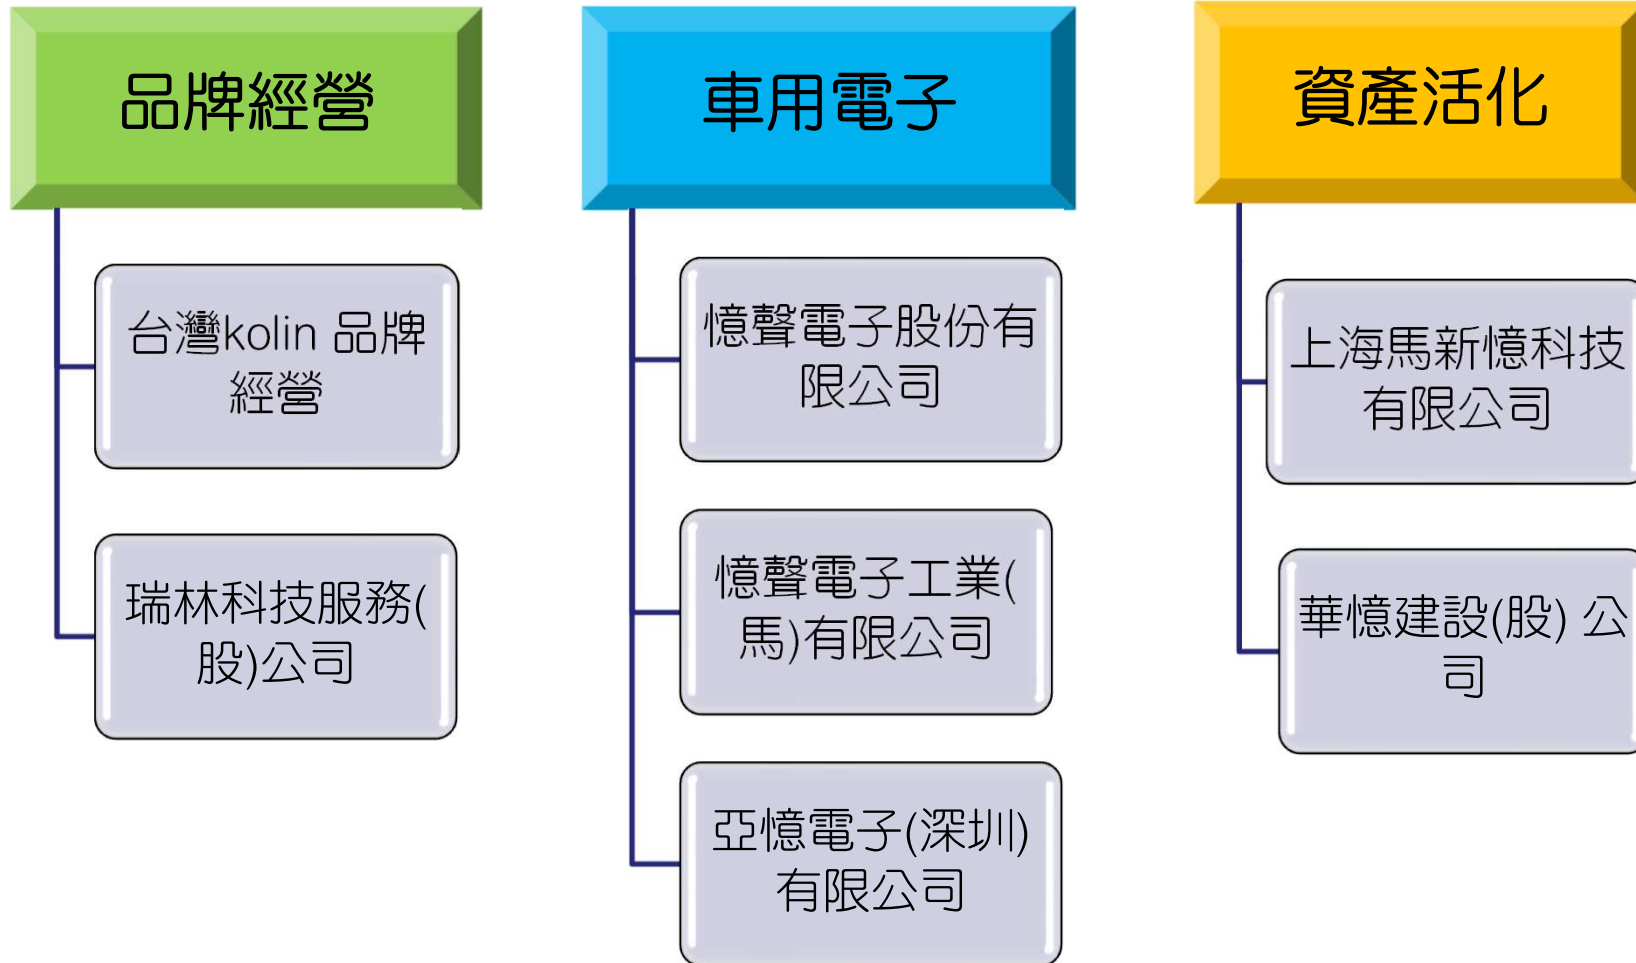 品牌經營
台灣kolin 品牌
經營
瑞林科技服務(
股)公司
車用電子
憶聲電子股份有
限公司
憶聲電子工業(
馬)有限公司
亞憶電子(深圳)
有限公司
資產活化
上海馬新憶科技
有限公司
華憶建設(股) 公
司